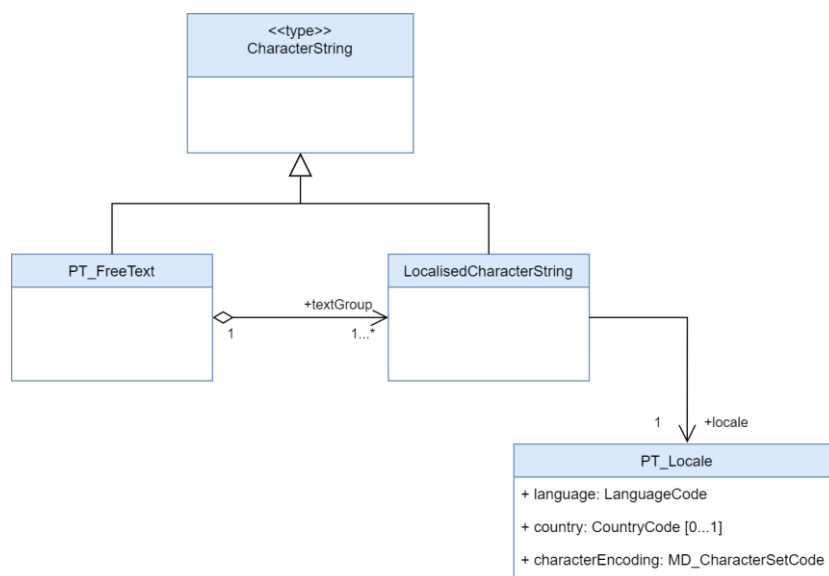 <<type>>
CharacterString
PT_FreeText
LocalisedCharacterString
+textGroup
1
1...*
1
+locale
PT_Locale
+ language: LanguageCode
+ country: CountryCode [0...1]
+ characterEncoding: MD_CharacterSetCode